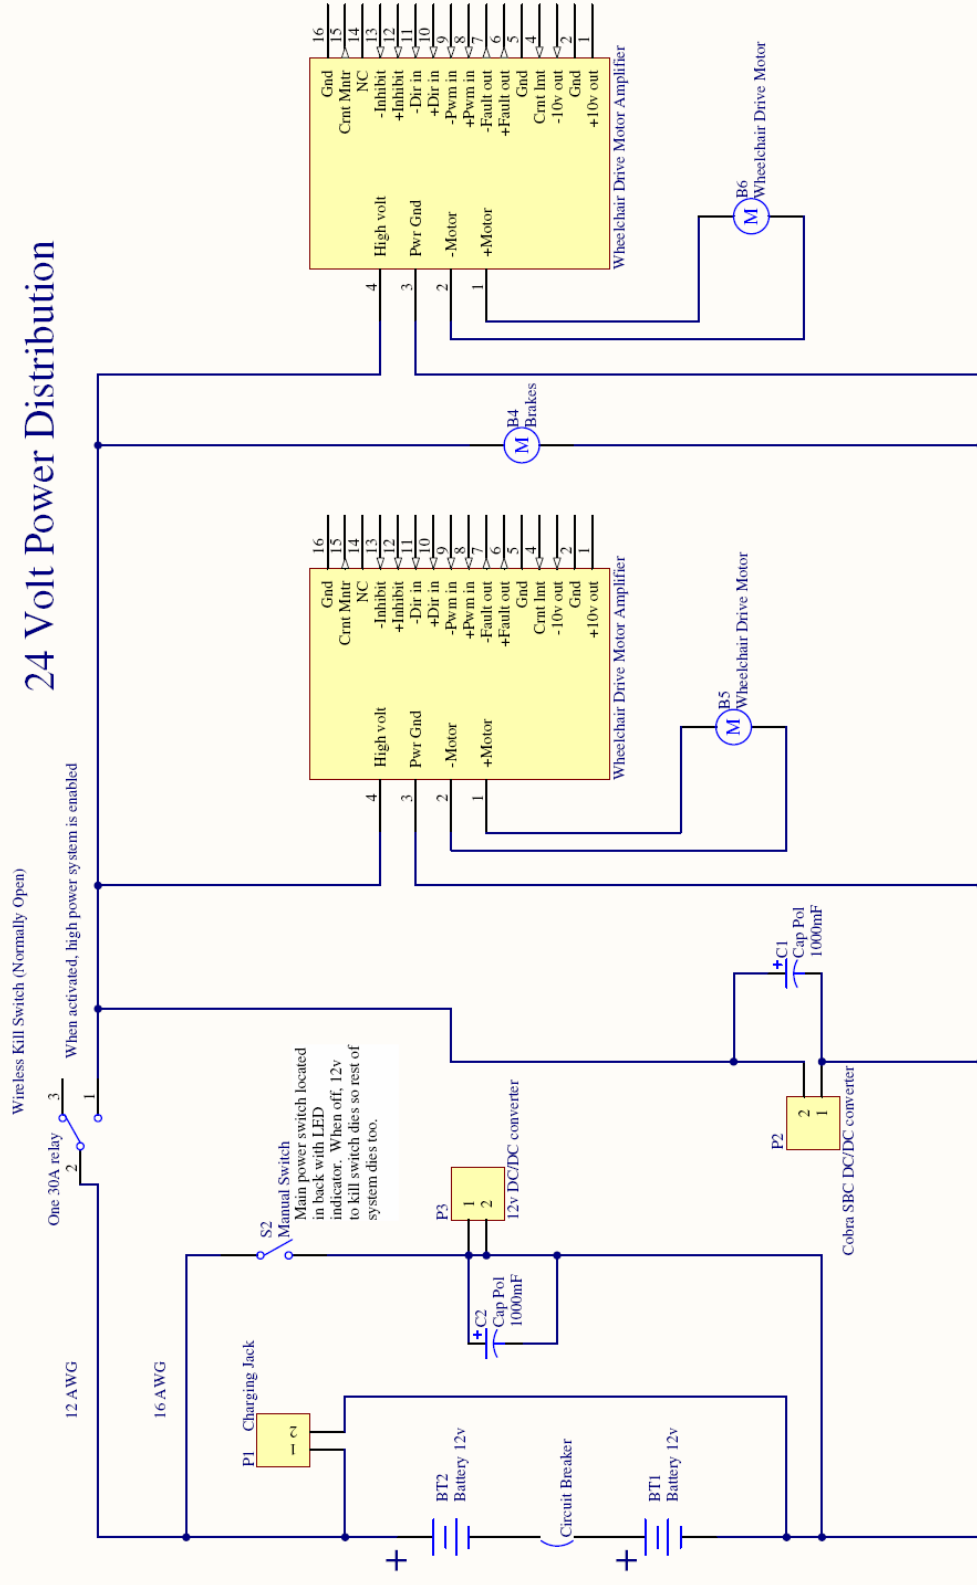 24 Volt Power Distribution
Wireless Kill Switch (Normally Open)
When activated, high power system is enabled
One 30A relay
2
3
1
12 AWG
16 AWG
S2
Manual Switch
Main power switch located
in back with LED
indicator. When off, 12v
to kill switch dies so rest of
system dies too.
P1
Charging Jack
1
2
BT2
Battery 12v
Circuit Breaker
BT1
Battery 12v
+
+
+
C2
Cap Pol
1000mF
P3
1
2
12v DC/DC converter
P2
2
1
Cobra SBC DC/DC converter
+
C1
Cap Pol
1000mF
4
3
2
1
High volt
Pwr Gnd
-Motor
+Motor
Gnd
Crnt Mntr
NC
-Inhibit
+Inhibit
-Dir in
+Dir in
-Pwm in
+Pwm in
-Fault out
+Fault out
Gnd
Crnt lmt
-10v out
Gnd
+10v out
16
15
14
13
12
11
10
9
8
7
6
5
4
2
1
Wheelchair Drive Motor Amplifier
M
B5
Wheelchair Drive Motor
M
B4
Brakes
4
3
2
1
High volt
Pwr Gnd
-Motor
+Motor
Gnd
Crnt Mntr
NC
-Inhibit
+Inhibit
-Dir in
+Dir in
-Pwm in
+Pwm in
-Fault out
+Fault out
Gnd
Crnt lmt
-10v out
Gnd
+10v out
16
15
14
13
12
11
10
9
8
7
6
5
4
2
1
Wheelchair Drive Motor Amplifier
M
B6
Wheelchair Drive Motor